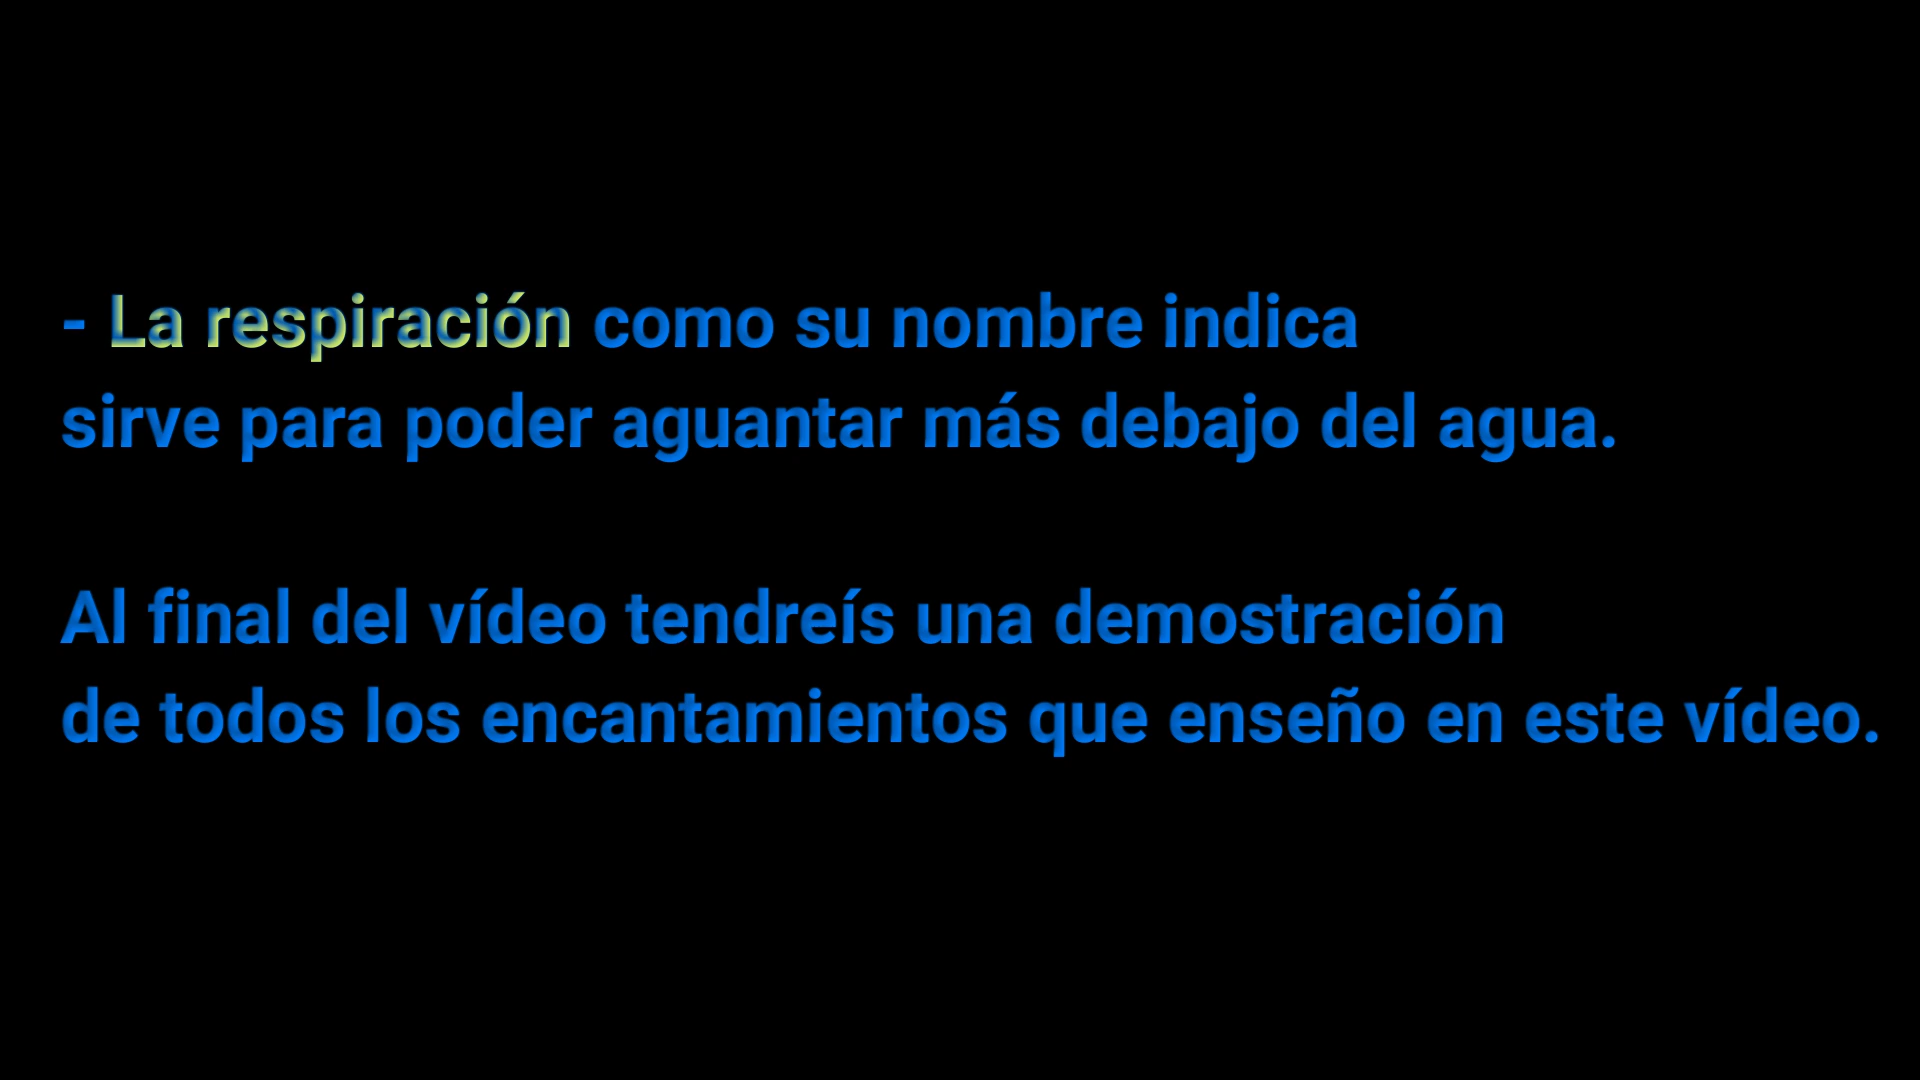 - La respiración como su nombre indica
sirve para poder aguantar más debajo del agua.
Al final del vídeo tendreís una demostración
de todos los encantamientos que enseño en este vídeo.